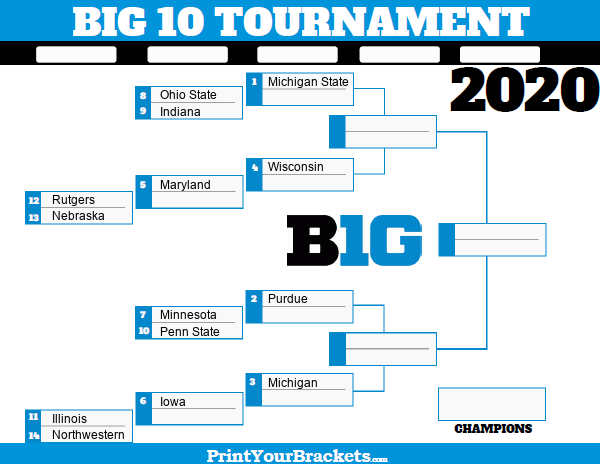 BIG 10 TOURNAMENT
2020
1 Michigan State
8 Ohio State
9 Indiana
4 Wisconsin
5 Maryland
12 Rutgers
13 Nebraska
B1G
2 Purdue
7 Minnesota
10 Penn State
3 Michigan
6 Iowa
11 Illinois
14 Northwestern
CHAMPIONS
PrintYourBrackets.com